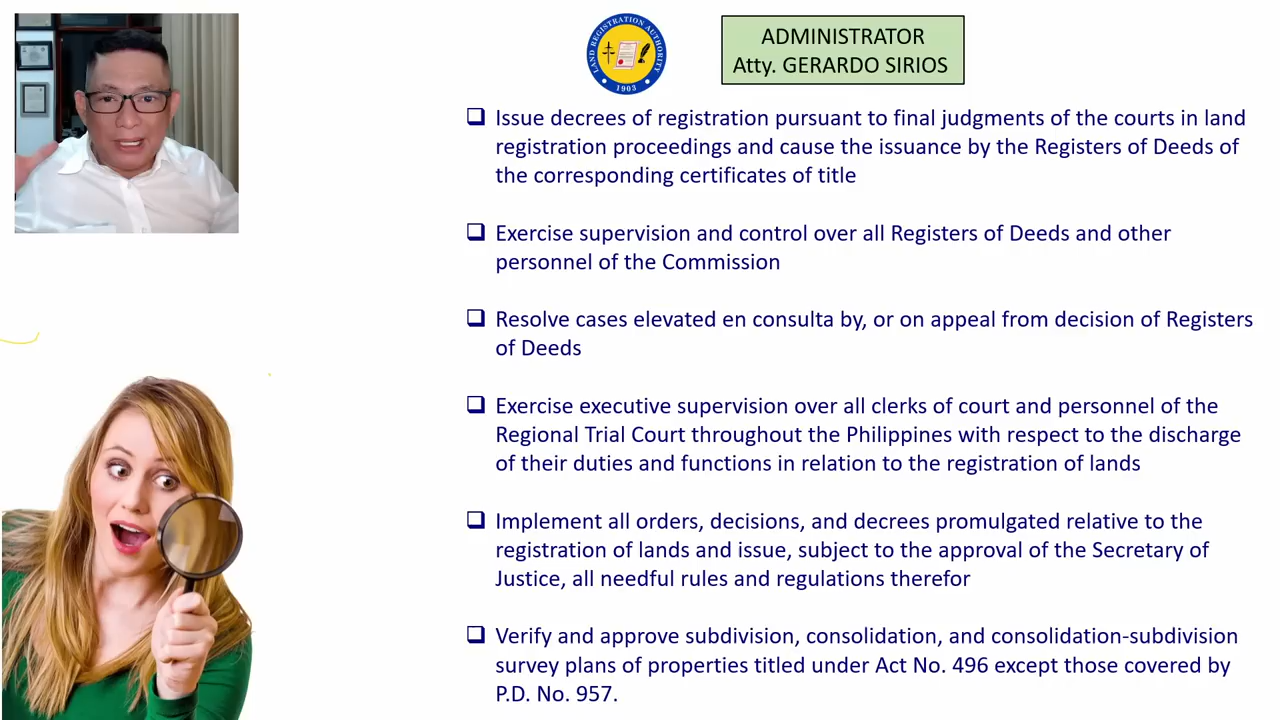 LAND REGISTRATION AUTHORITY
1903
ADMINISTRATOR
Atty. GERARDO SIRIOS
❑ Issue decrees of registration pursuant to final judgments of the courts in land
registration proceedings and cause the issuance by the Registers of Deeds of
the corresponding certificates of title
❑ Exercise supervision and control over all Registers of Deeds and other
personnel of the Commission
❑ Resolve cases elevated en consulta by, or on appeal from decision of Registers
of Deeds
❑ Exercise executive supervision over all clerks of court and personnel of the
Regional Trial Court throughout the Philippines with respect to the discharge
of their duties and functions in relation to the registration of lands
❑ Implement all orders, decisions, and decrees promulgated relative to the
registration of lands and issue, subject to the approval of the Secretary of
Justice, all needful rules and regulations therefor
❑ Verify and approve subdivision, consolidation, and consolidation-subdivision
survey plans of properties titled under Act No. 496 except those covered by
P.D. No. 957.